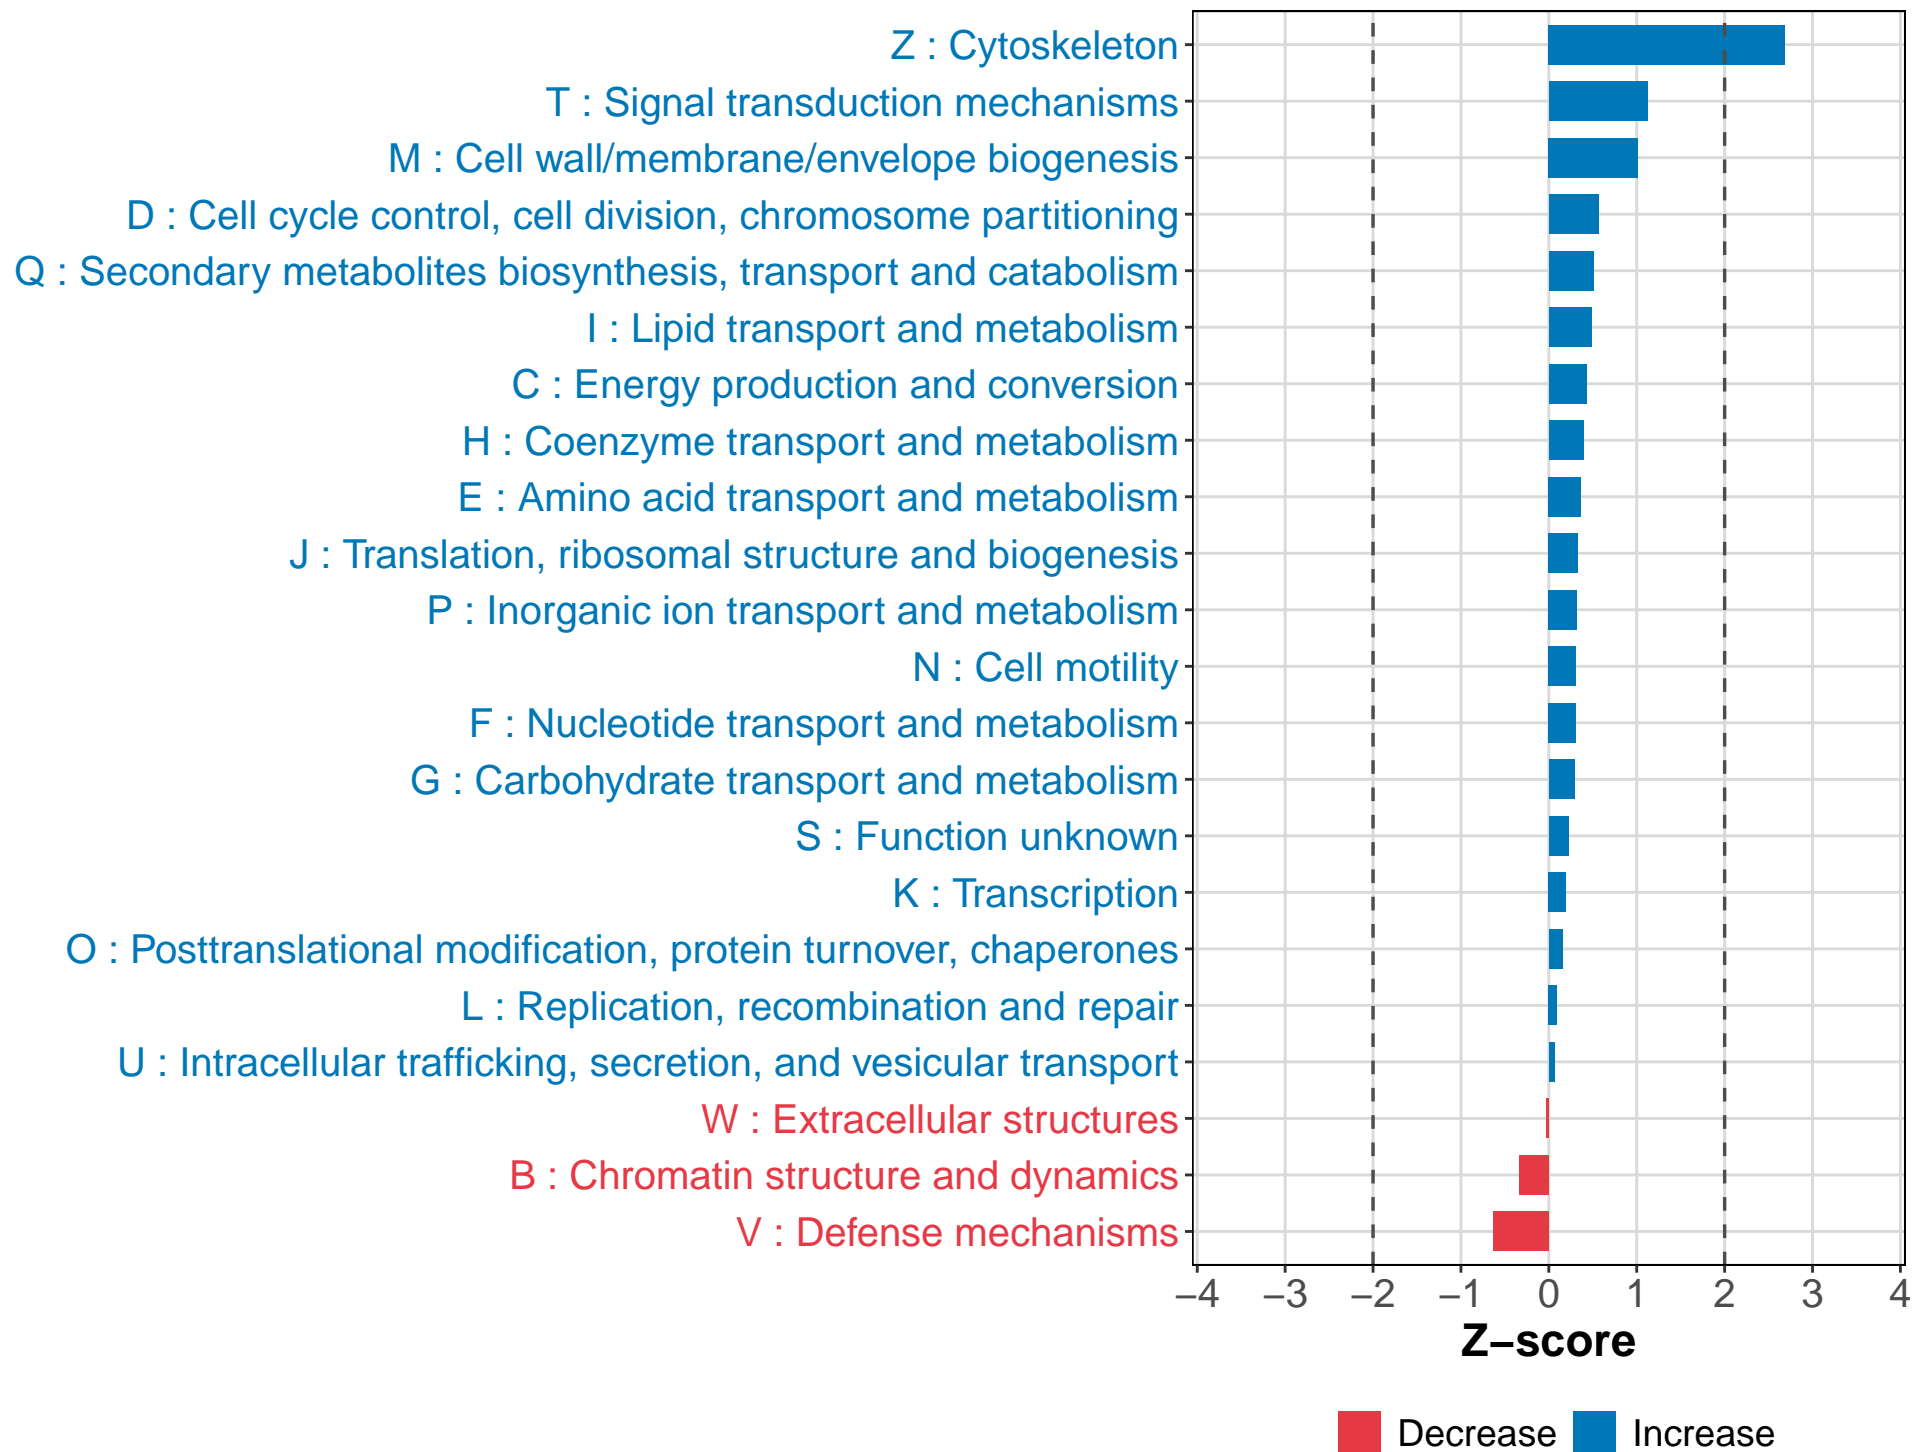 Z : Cytoskeleton
T : Signal transduction mechanisms
M : Cell wall/membrane/envelope biogenesis
D : Cell cycle control, cell division, chromosome partitioning
Q : Secondary metabolites biosynthesis, transport and catabolism
I : Lipid transport and metabolism
C : Energy production and conversion
H : Coenzyme transport and metabolism
E : Amino acid transport and metabolism
J : Translation, ribosomal structure and biogenesis
P : Inorganic ion transport and metabolism
N : Cell motility
F : Nucleotide transport and metabolism
G : Carbohydrate transport and metabolism
S : Function unknown
K : Transcription
O : Posttranslational modification, protein turnover, chaperones
L : Replication, recombination and repair
U : Intracellular trafficking, secretion, and vesicular transport
W : Extracellular structures
B : Chromatin structure and dynamics
V : Defense mechanisms
−4 −3 −2 −1 0 1 2 3 4
Z−score
Decrease Increase